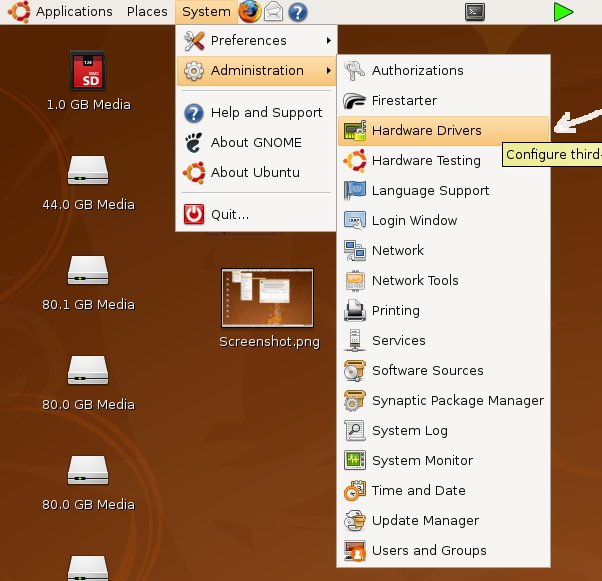 Applications Places System
Preferences
Administration
Help and Support
About GNOME
About Ubuntu
Quit...
Authorizations
Firestarter
Hardware Drivers
Configure third-
Hardware Testing
Language Support
Login Window
Network
Network Tools
Printing
Services
Software Sources
Synaptic Package Manager
System Log
System Monitor
Time and Date
Update Manager
Users and Groups
128
MMC
SD
1.0 GB Media
44.0 GB Media
80.1 GB Media
80.0 GB Media
80.0 GB Media
Screenshot.png